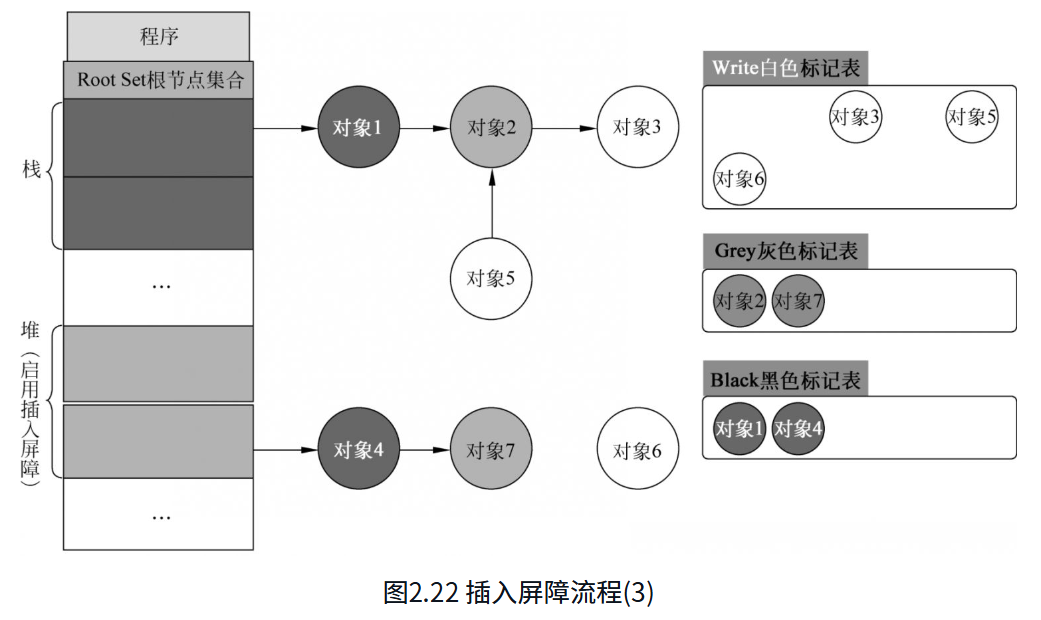 程序
Root Set根节点集合
栈
...
堆（启用插入屏障）
...
对象1
对象2
对象3
对象5
对象4
对象7
对象6
Write白色标记表
对象3
对象5
对象6
Grey灰色标记表
对象2
对象7
Black黑色标记表
对象1
对象4
图2.22 插入屏障流程(3)